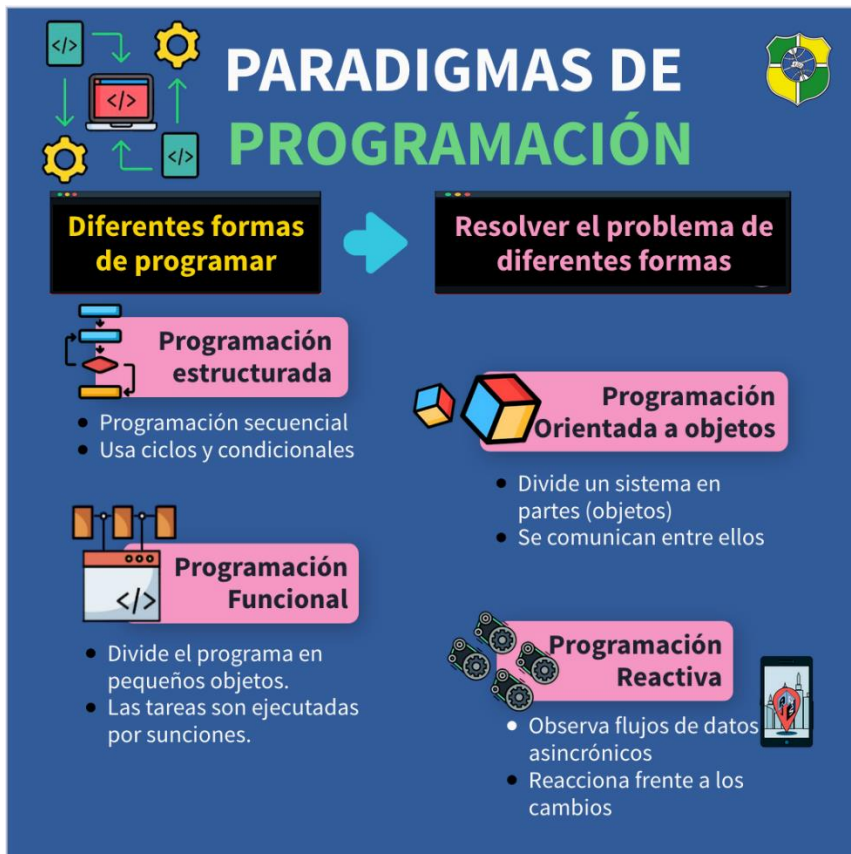 PARADIGMAS DE
PROGRAMACIÓN
Diferentes formas
de programar
Resolver el problema de
diferentes formas
Programación
estructurada
• Programación secuencial
• Usa ciclos y condicionales
Programación
Orientada a objetos
• Divide un sistema en
partes (objetos)
• Se comunican entre ellos
Programación
Funcional
</>
• Divide el programa en
pequeños objetos.
• Las tareas son ejecutadas
por sunciones.
Programación
Reactiva
• Observa flujos de datos
asincrónicos
• Reacciona frente a los
cambios